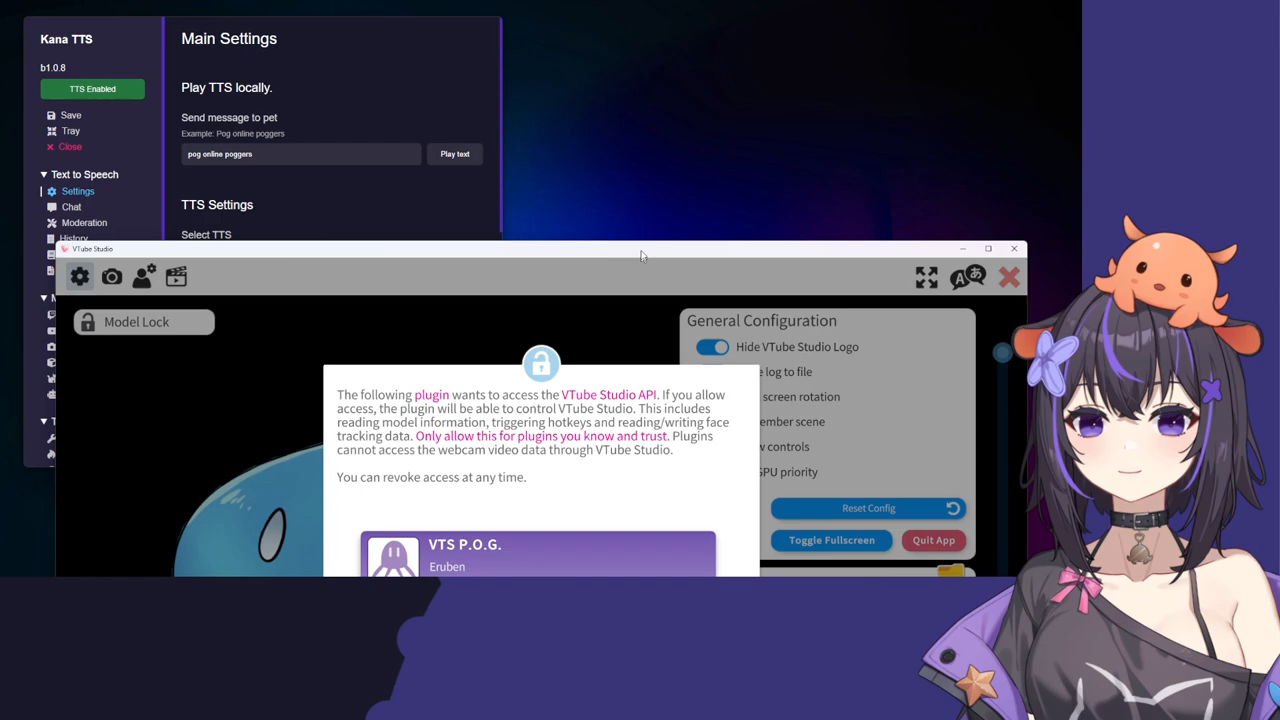 Kana TTS
b1.0.8
TTS Enabled
Save
Tray
Close
Text to Speech
Settings
Chat
Moderation
History
Main Settings
Play TTS locally.
Send message to pet
Example: Pog online poggers
pog online poggers
Play text
TTS Settings
Select TTS
VTube Studio
Model Lock
General Configuration
Hide VTube Studio Logo
log to file
screen rotation
scene
controls
GPU priority
Reset Config
Toggle Fullscreen
Quit App
The following plugin wants to access the VTube Studio API. If you allow
access, the plugin will be able to control VTube Studio. This includes
reading model information, triggering hotkeys and reading/writing face
tracking data. Only allow this for plugins you know and trust. Plugins
cannot access the webcam video data through VTube Studio.
You can revoke access at any time.
VTS P.O.G.
Eruben